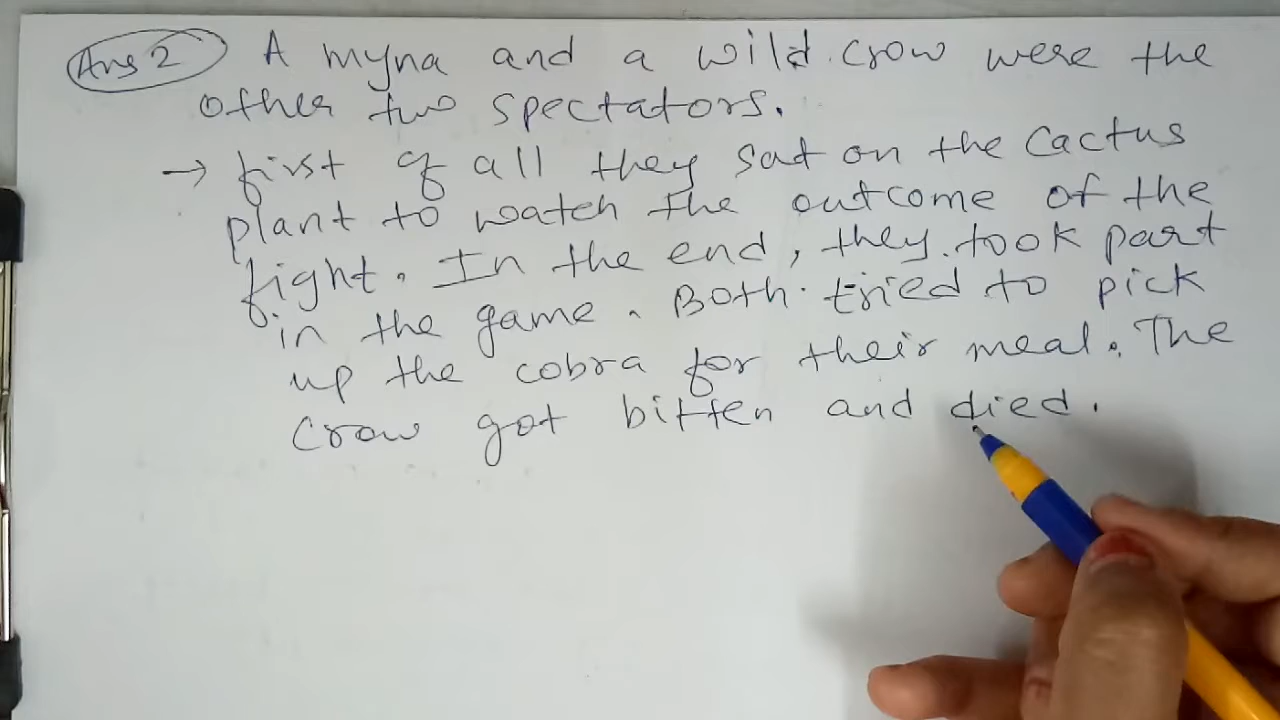 Ans 2 A myna and a wild crow were the
other two spectators.
→ first of all they sat on the cactus
plant to watch the outcome of the
fight. In the end, they took part
in the game. Both tried to pick
up the cobra for their meal. The
crow got bitten and died.